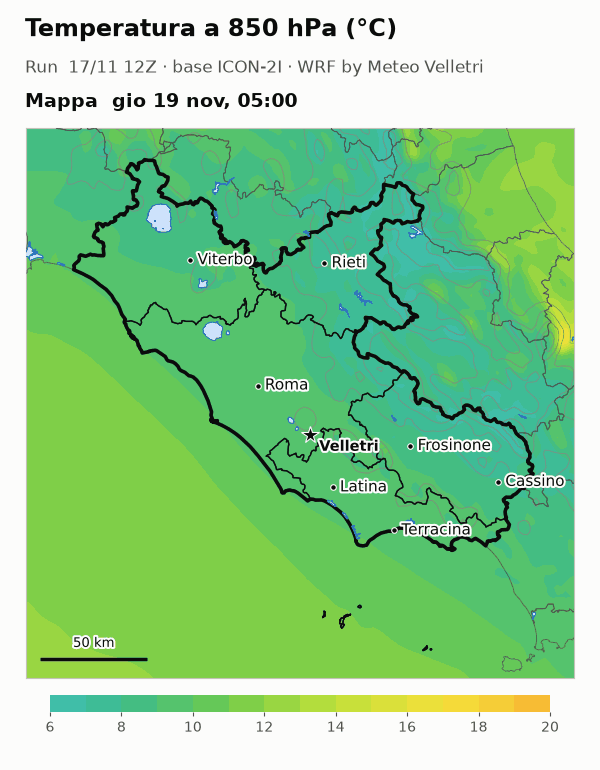 Temperatura a 850 hPa (°C)
Run  17/11 12Z · base ICON-2I · WRF by Meteo Velletri
Mappa  gio 19 nov, 05:00
Viterbo
Rieti
Roma
Velletri
Frosinone
Cassino
Latina
Terracina
50 km
6 8 10 12 14 16 18 20